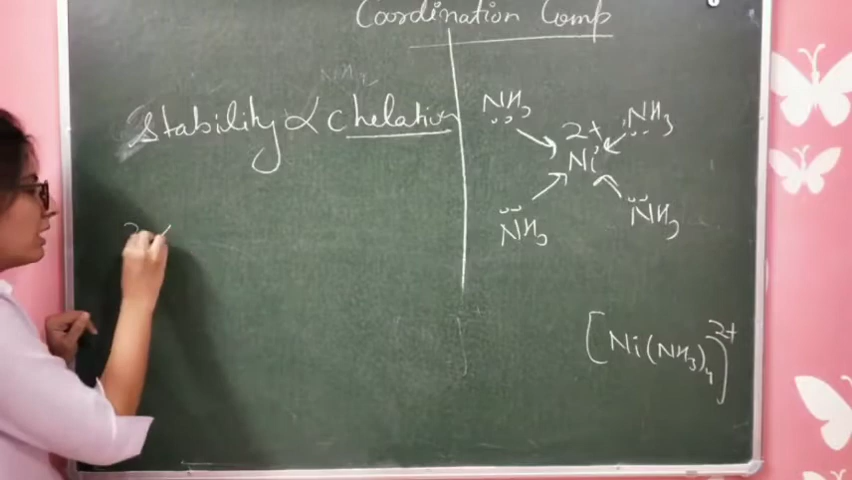 Coordination Comp
Stability ∝ chelation
NH3
NH3
2+
Ni
NH3
NH3
[Ni(NH3)4]2+